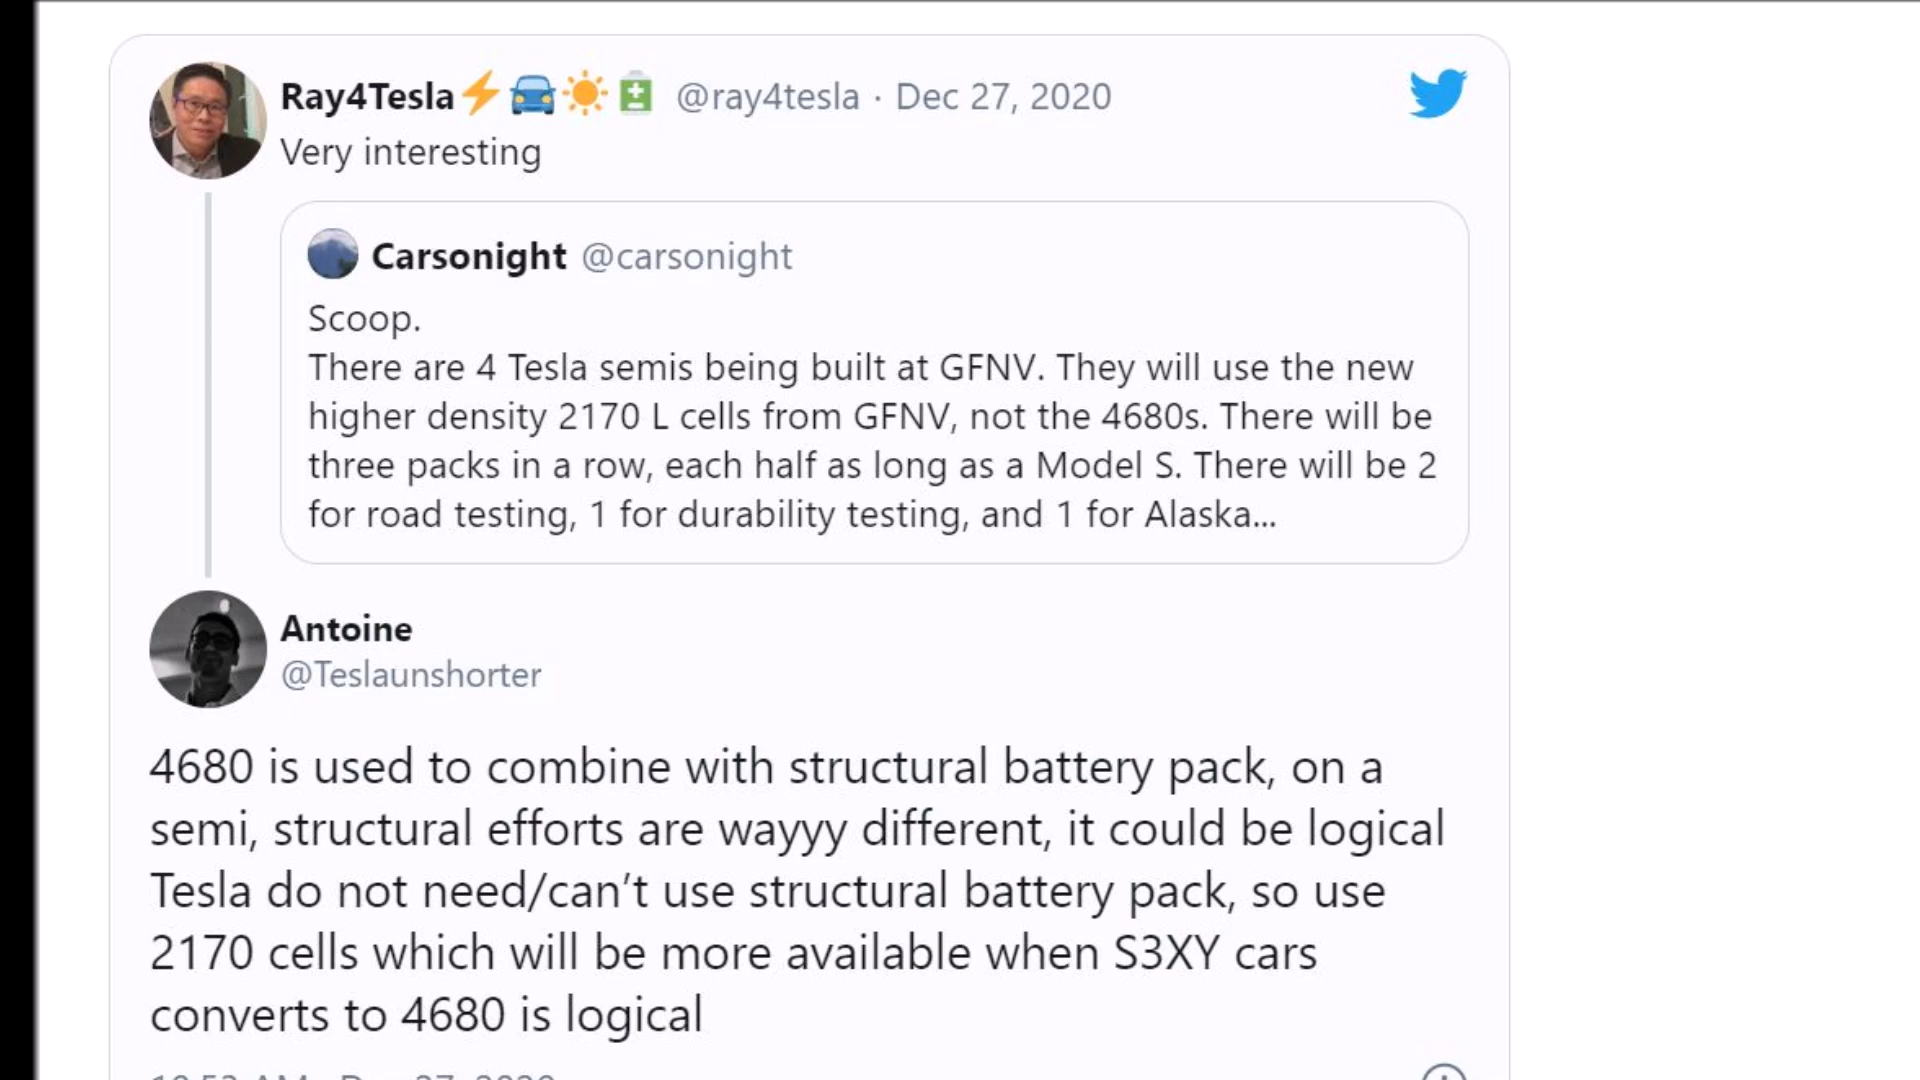 Ray4Tesla⚡🚘☀🔋 @ray4tesla · Dec 27, 2020
Very interesting
Carsonight @carsonight
Scoop.
There are 4 Tesla semis being built at GFNV. They will use the new
higher density 2170 L cells from GFNV, not the 4680s. There will be
three packs in a row, each half as long as a Model S. There will be 2
for road testing, 1 for durability testing, and 1 for Alaska...
Antoine
@Teslaunshorter
4680 is used to combine with structural battery pack, on a
semi, structural efforts are wayyy different, it could be logical
Tesla do not need/can’t use structural battery pack, so use
2170 cells which will be more available when S3XY cars
converts to 4680 is logical